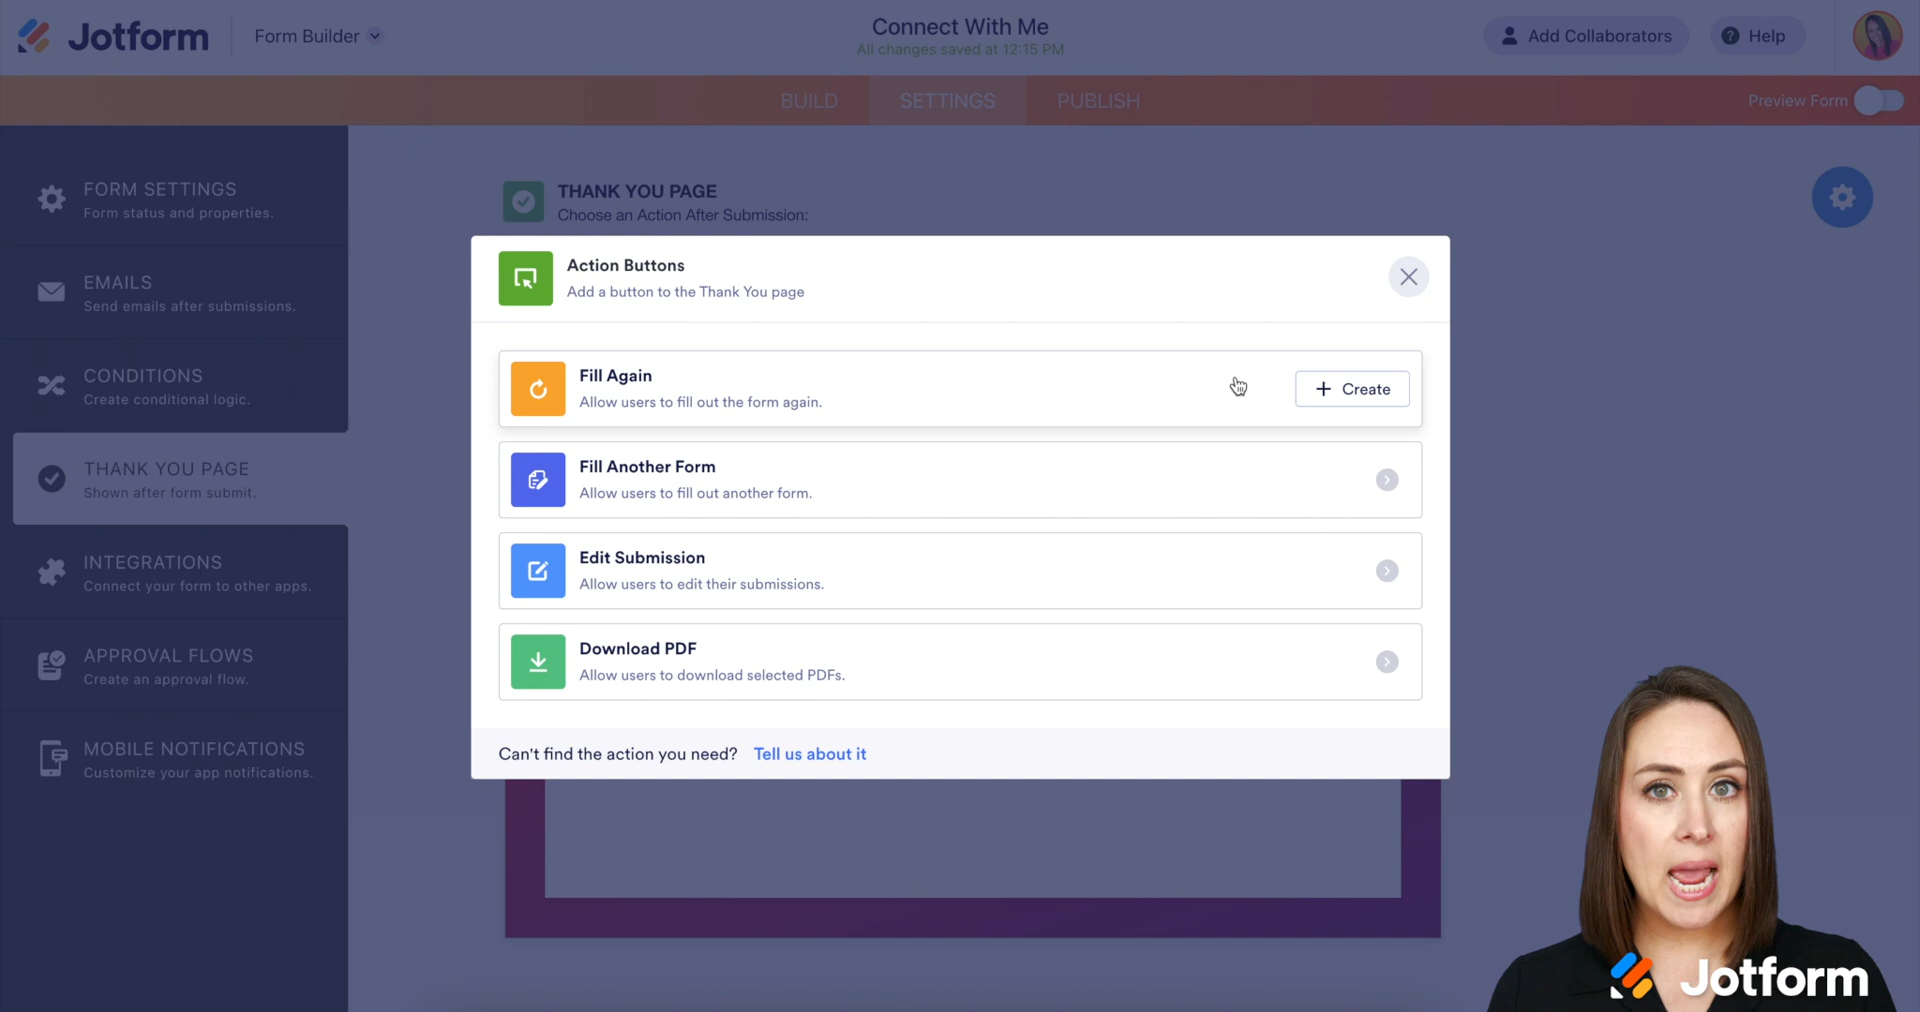 Jotform
Form Builder
Connect With Me
All changes saved at 12:15 PM
Add Collaborators
Help
BUILD
SETTINGS
PUBLISH
Preview Form
FORM SETTINGS
Form status and properties.
EMAILS
Send emails after submissions.
CONDITIONS
Create conditional logic.
THANK YOU PAGE
Shown after form submit.
INTEGRATIONS
Connect your form to other apps.
APPROVAL FLOWS
Create an approval flow.
MOBILE NOTIFICATIONS
Customize your app notifications.
THANK YOU PAGE
Choose an Action After Submission:
Action Buttons
Add a button to the Thank You page
Fill Again
Allow users to fill out the form again.
+ Create
Fill Another Form
Allow users to fill out another form.
Edit Submission
Allow users to edit their submissions.
Download PDF
Allow users to download selected PDFs.
Can't find the action you need? Tell us about it
Jotform